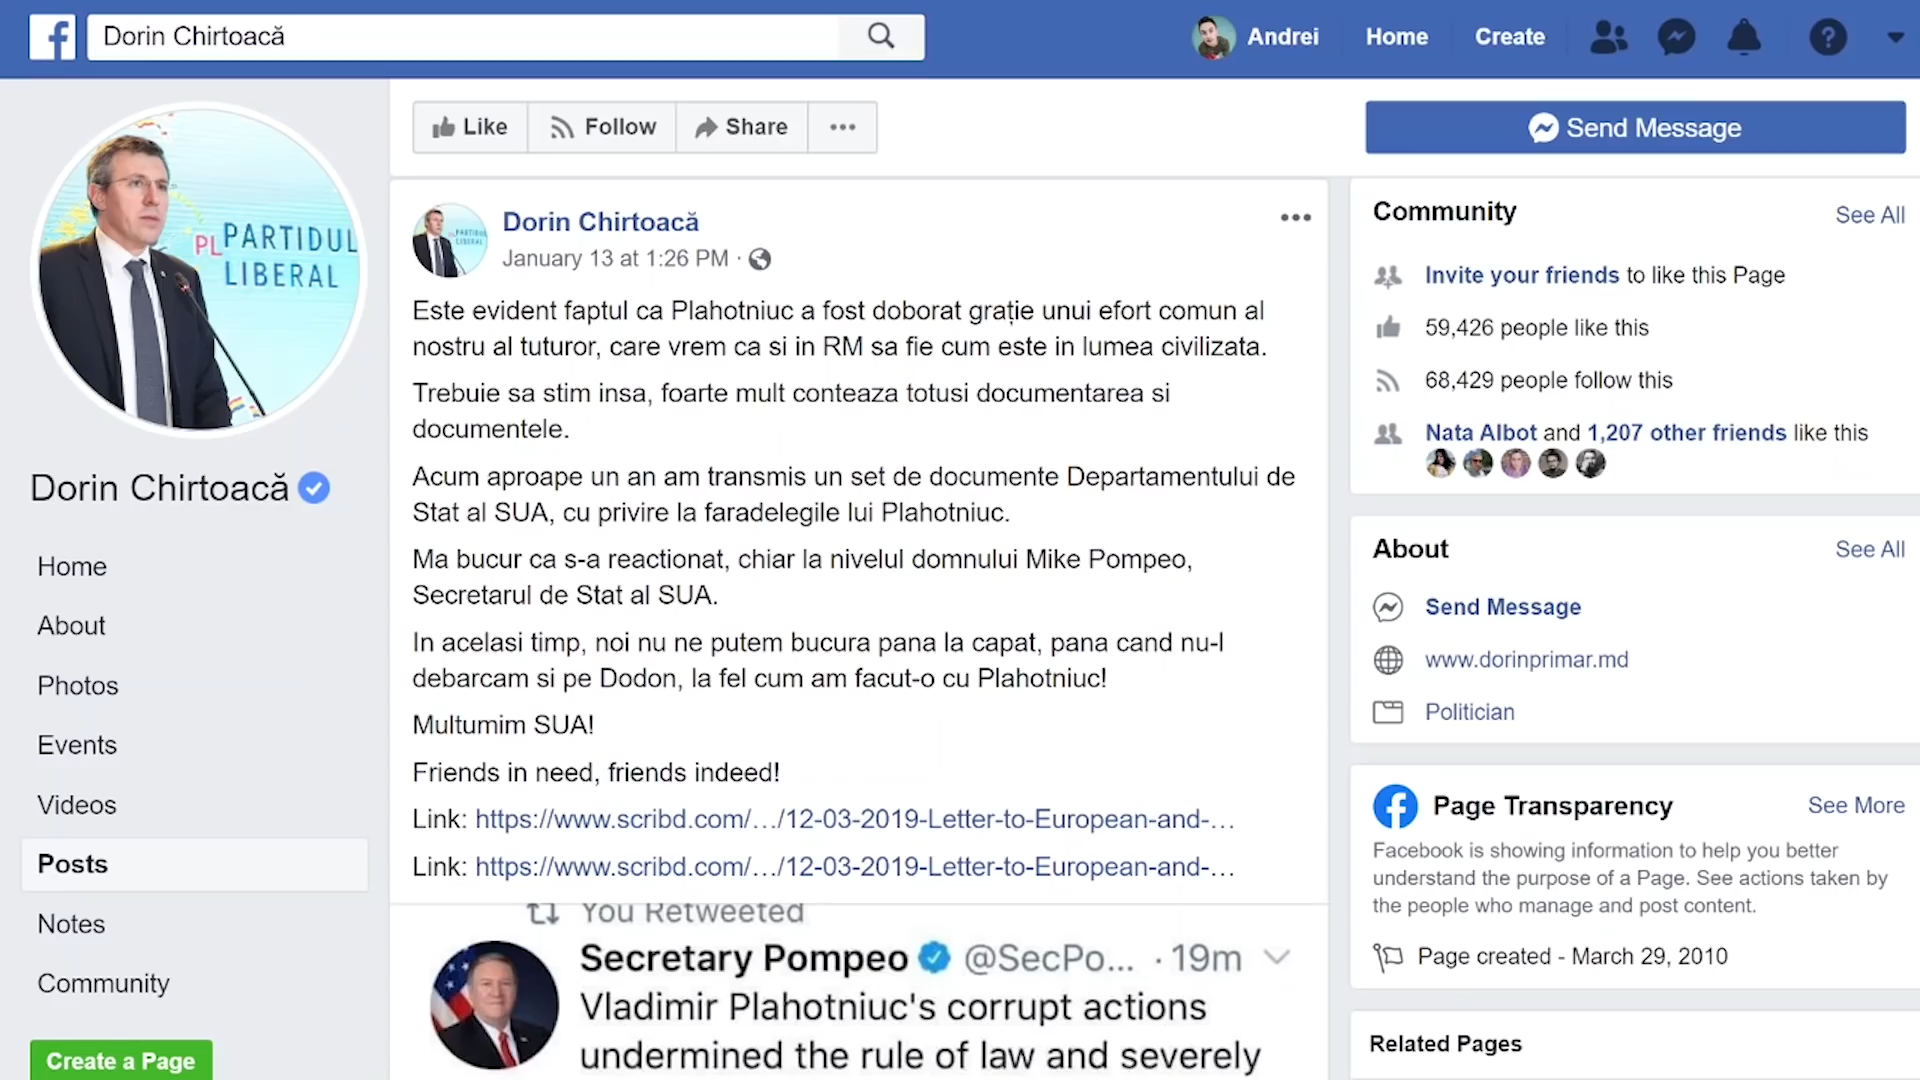 Dorin Chirtoacă
Andrei
Home
Create
PARTIDUL
PL
LIBERAL
Dorin Chirtoacă
Home
About
Photos
Events
Videos
Posts
Notes
Community
Create a Page
Like
Follow
Share
Send Message
Dorin Chirtoacă
January 13 at 1:26 PM ·
Este evident faptul ca Plahotniuc a fost doborat grație unui efort comun al
nostru al tuturor, care vrem ca si in RM sa fie cum este in lumea civilizata.
Trebuie sa stim insa, foarte mult conteaza totusi documentarea si
documentele.
Acum aproape un an am transmis un set de documente Departamentului de
Stat al SUA, cu privire la faradelegile lui Plahotniuc.
Ma bucur ca s-a reactionat, chiar la nivelul domnului Mike Pompeo,
Secretarul de Stat al SUA.
In acelasi timp, noi nu ne putem bucura pana la capat, pana cand nu-l
debarcam si pe Dodon, la fel cum am facut-o cu Plahotniuc!
Multumim SUA!
Friends in need, friends indeed!
Link: https://www.scribd.com/…/12-03-2019-Letter-to-European-and-…
Link: https://www.scribd.com/…/12-03-2019-Letter-to-European-and-…
You Retweeted
Secretary Pompeo @SecPo... · 19m
Vladimir Plahotniuc's corrupt actions
undermined the rule of law and severely
Community
See All
Invite your friends to like this Page
59,426 people like this
68,429 people follow this
Nata Albot and 1,207 other friends like this
About
See All
Send Message
www.dorinprimar.md
Politician
Page Transparency
See More
Facebook is showing information to help you better
understand the purpose of a Page. See actions taken by
the people who manage and post content.
Page created - March 29, 2010
Related Pages